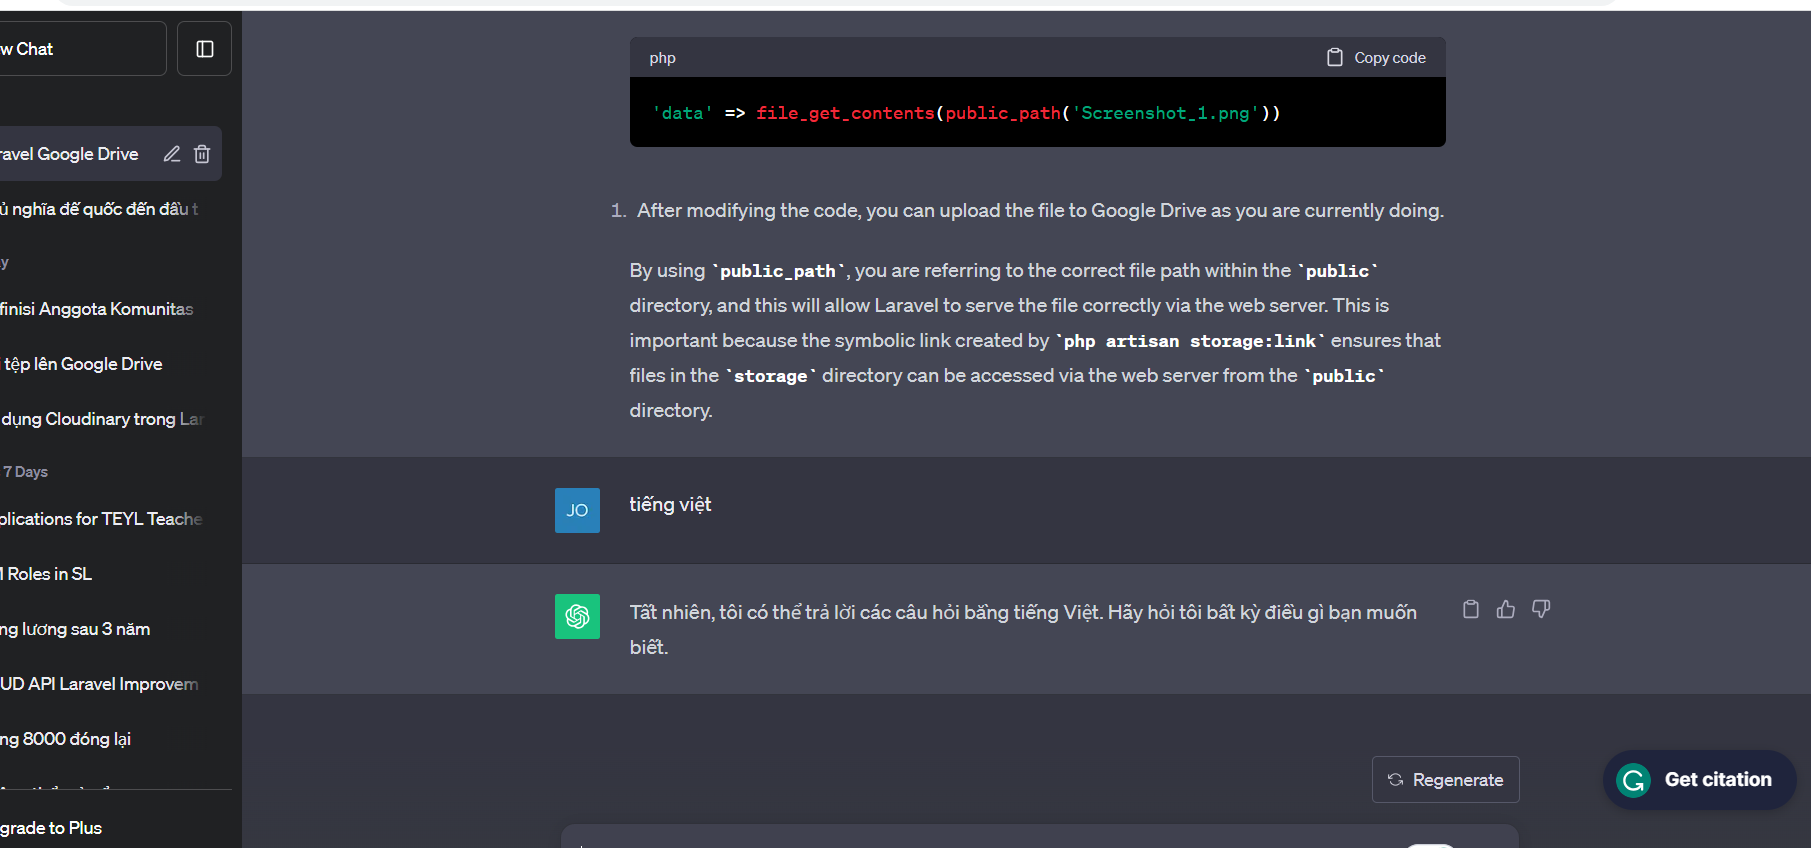 w Chat
ravel Google Drive
ủ nghĩa đế quốc đến đầu t
y
finisi Anggota Komunitas
tệp lên Google Drive
dụng Cloudinary trong Lar
7 Days
plications for TEYL Teache
Roles in SL
ng lương sau 3 năm
UD API Laravel Improvem
ng 8000 đóng lại
grade to Plus
php
Copy code
'data' => file_get_contents(public_path('Screenshot_1.png'))
1. After modifying the code, you can upload the file to Google Drive as you are currently doing.
By using `public_path`, you are referring to the correct file path within the `public`
directory, and this will allow Laravel to serve the file correctly via the web server. This is
important because the symbolic link created by `php artisan storage:link` ensures that
files in the `storage` directory can be accessed via the web server from the `public`
directory.
JO
tiếng việt
Tất nhiên, tôi có thể trả lời các câu hỏi bằng tiếng Việt. Hãy hỏi tôi bất kỳ điều gì bạn muốn
biết.
Regenerate
Get citation